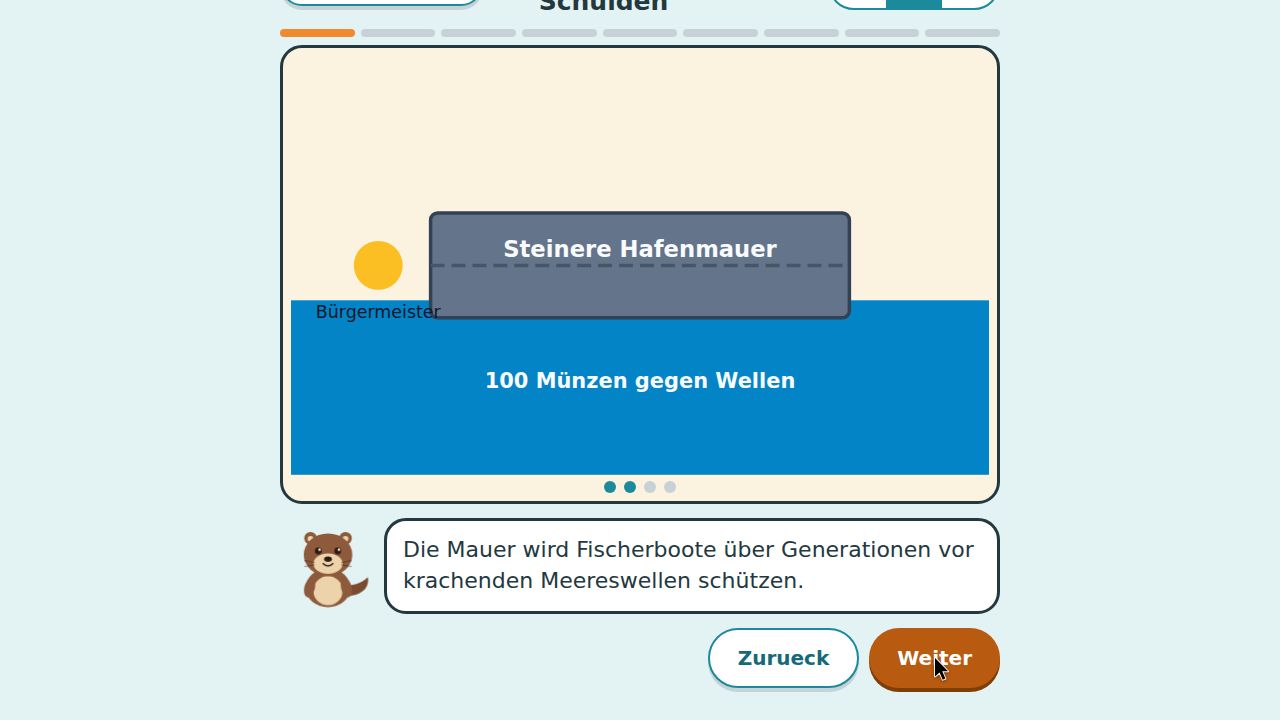 Schulden
Steinere Hafenmauer
Bürgermeister
100 Münzen gegen Wellen
Die Mauer wird Fischerboote über Generationen vor
krachenden Meereswellen schützen.
Zurueck
Weiter